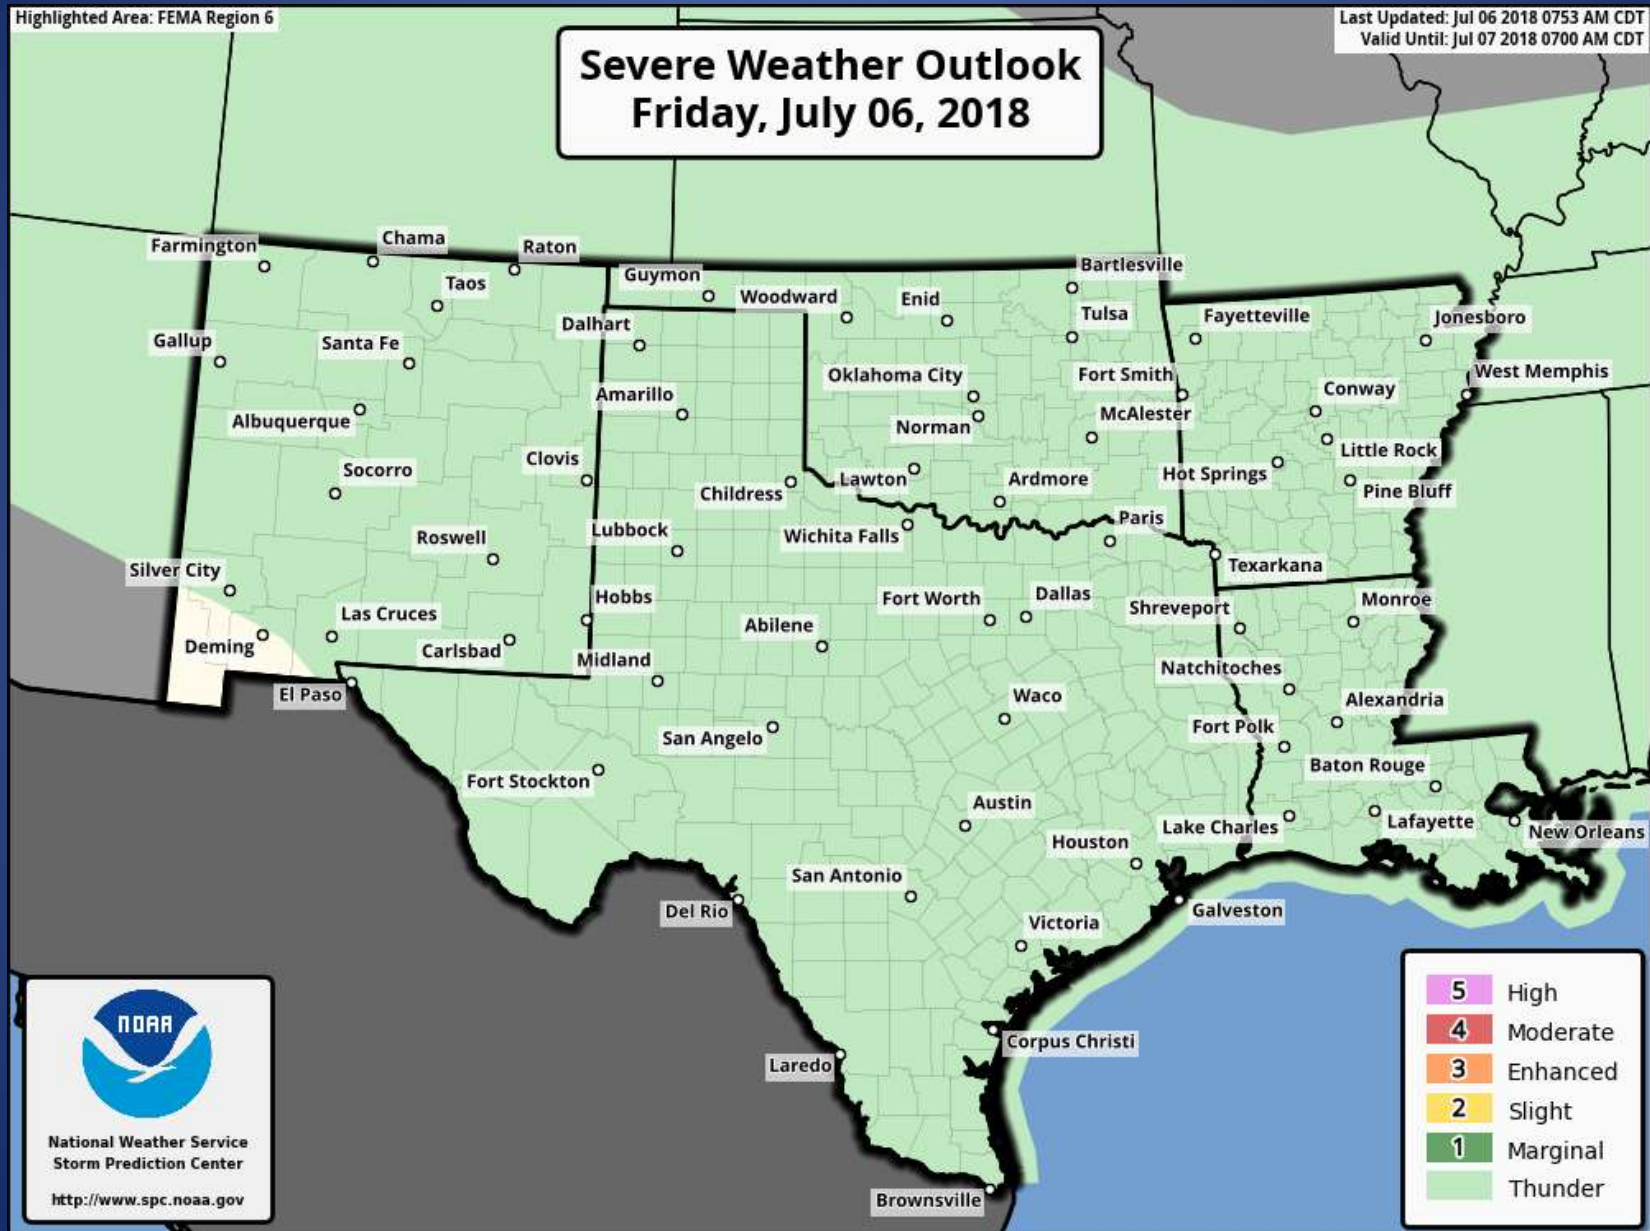 Highlighted Area: FEMA Region 6
Last Updated: Jul 06 2018 0753 AM CDT
Valid Until: Jul 07 2018 0700 AM CDT
Severe Weather Outlook
Friday, July 06, 2018
Farmington
Chama
Raton
Taos
Guymon
Woodward
Enid
Bartlesville
Tulsa
Fayetteville
Jonesboro
Gallup
Santa Fe
Dalhart
Oklahoma City
Fort Smith
West Memphis
Conway
Albuquerque
Amarillo
Norman
McAlester
Little Rock
Socorro
Clovis
Childress
Lawton
Ardmore
Hot Springs
Pine Bluff
Roswell
Lubbock
Wichita Falls
Paris
Texarkana
Silver City
Las Cruces
Hobbs
Fort Worth
Dallas
Shreveport
Monroe
Deming
Carlsbad
Abilene
Midland
Natchitoches
El Paso
Waco
Alexandria
San Angelo
Fort Polk
Fort Stockton
Baton Rouge
Austin
Lake Charles
Lafayette
New Orleans
Houston
San Antonio
Del Rio
Victoria
Galveston
Laredo
Corpus Christi
Brownsville
NOAA
National Weather Service
Storm Prediction Center
http://www.spc.noaa.gov
5 High
4 Moderate
3 Enhanced
2 Slight
1 Marginal
Thunder